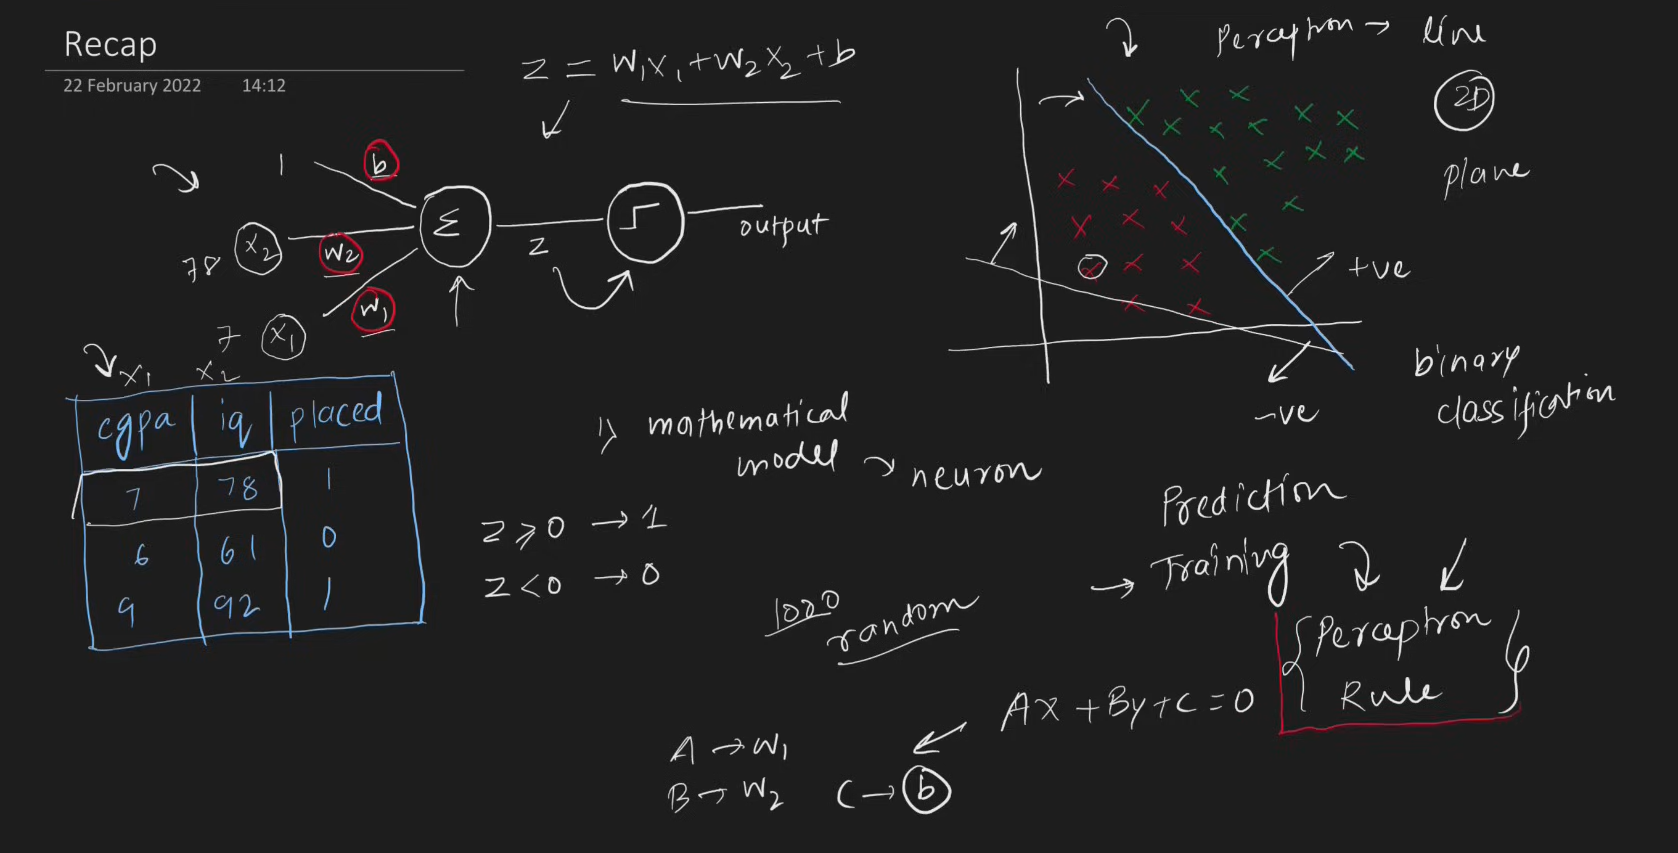 Recap
22 February 2022 14:12
Z = W₁X₁ + W₂X₂ + b
Perceptron → line
2D
plane
1 b
78 X₂ W₂ Σ Z output
7 X₁ W₁
X₁ X₂
cgpa iq placed
7 78 1
6 61 0
9 92 1
+ve
-ve
binary
classification
1) mathematical
model → neuron
Z ≥ 0 → 1
Z < 0 → 0
1000
random
Prediction
→ Training
Perceptron
Rule
AX + By + C = 0
A → W₁
B → W₂ C → b